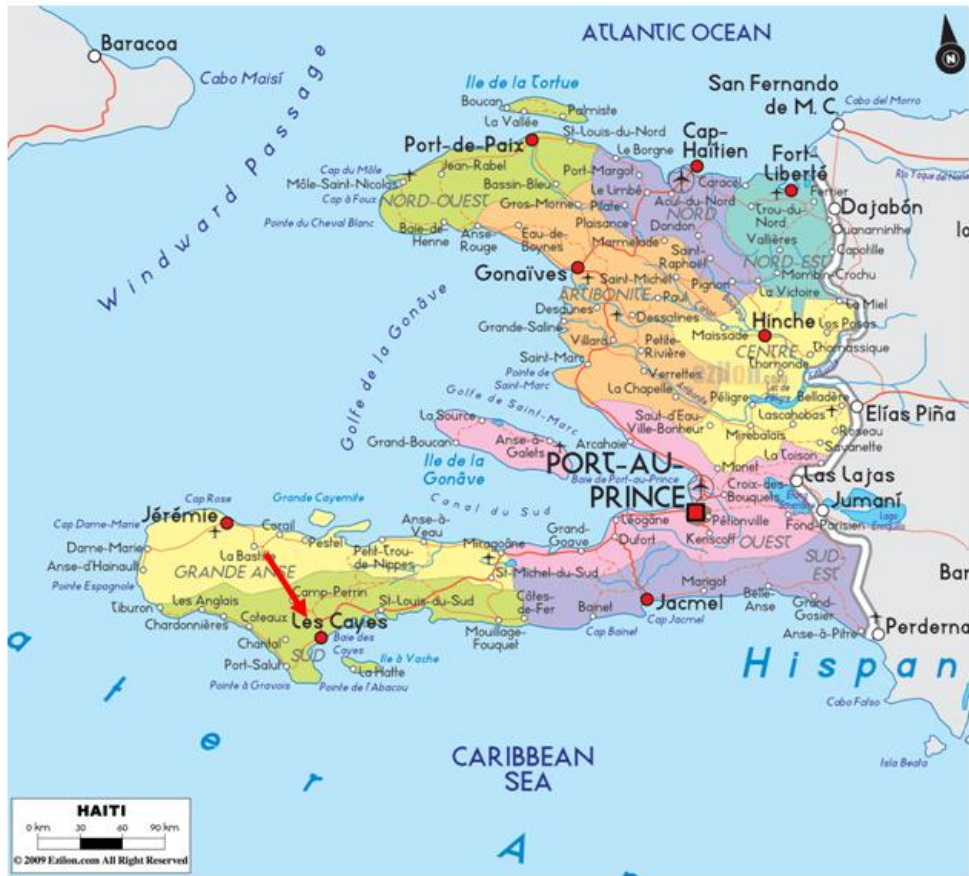 ATLANTIC OCEAN
N
Baracoa
Cabo Maisí
Windward Passage
Ile de la Tortue
Boucan
Palmiste
La Vallée
San Fernando
de M. C.
Cabo del Morro
Port-de-Paix
St-Louis-du-Nord
Le Borgne
Cap-
Haïtien
Fort-
Liberté
Cap du Môle
Jean-Rabel
Môle-Saint-Nicolas
Cap à Foux
NORD-OUEST
Bassin-Bleu
Port-Margot
Le Limbé
Caracol
Ferrier
Acul-du-Nord
NORD
Pointe du Cheval Blanc
Gros-Morne
Pilate
Plaisance
Trou-du-
Nord
Dajabón
Ouanaminthe
Baie-de-
Henne
Anse-
Rouge
Eau-de-
Boynes
Marmelade
Dondon
Vallières
Capotille
Saint-
Raphaël
NORD-EST
Gonaïves
Saint-Michel
Pignon
Mombin-Crochu
La Victoire
ARTIBONITE
Paul
La Miel
Desdunes
Dessalines
Hinche
Grande-Saline
Maissade
Los Posos
Villard
Petite-
Rivière
CENTRE
Thomassique
Saint-Marc
Verrettes
Thomonde
ezilon.com
Pointe de
Saint-Marc
La Chapelle
Péligre
Belladère
Elías Piña
Golfe de la Gonâve
Golfe de Saint-Marc
La Source
Saut-d'Eau-
Ville-Bonheur
Lascahobas
Roseau
Mirebalais
Savanette
Grand-Boucan
Anse-à-
Galets
Arcahaie
La Toison
Ile de la
Gonâve
PORT-AU-
PRINCE
Baie de Port-au-Prince
Monet
Las Lajas
Croix-des-
Bouquets
Jumaní
Canal du Sud
Cap Rose
Grande Cayemite
Cap Dame-Marie
Jérémie
Léogane
Pétionville
Fond-Parisien
Corail
Pestel
Anse-à-
Veau
Grand-
Goave
Dufort
Kenscoff
OUEST
Dame-Marie
La Bastie
Petit-Trou-
de-Nippes
Miragoâne
Anse-d'Hainault
GRANDE ANSE
SUD-
EST
Pointe Espagnole
St-Michel-du-Sud
Marigot
Camp-Perrin
Tiburon
Les Anglais
St-Louis-du-Sud
Côtes-
de-Fer
Bainet
Jacmel
Belle-
Anse
Grand-
Gosier
Chardonnières
Coteaux
Les Cayes
Cap Bainet
Cap Jacmel
Anse-à-Pitre
Perderna
Chantal
SUD
Baie des
Cayes
Mouillage-
Fouquet
Port-Salut
Ile à Vache
La Hatte
Hispan
Pointe à Gravois
Pointe de l'Abacou
Cabo Falso
CARIBBEAN
SEA
Isla Beata
HAITI
0 km 30 60 90 km
© 2009 Ezilon.com All Right Reserved